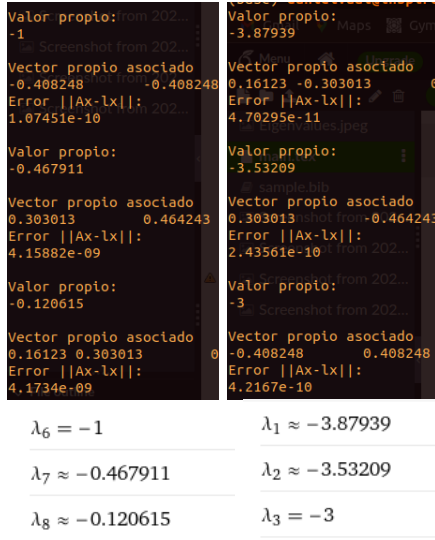 Valor propio:
-1
Vector propio asociado
-0.408248 -0.408248
Error ||Ax-lx||:
1.07451e-10
Valor propio:
-0.467911
Vector propio asociado
0.303013 0.464243
Error ||Ax-lx||:
4.15882e-09
Valor propio:
-0.120615
Vector propio asociado
0.16123 0.303013 0
Error ||Ax-lx||:
4.1734e-09
Valor propio:
-3.87939
Vector propio asociado
0.16123 -0.303013 0
Error ||Ax-lx||:
4.70295e-11
Valor propio:
-3.53209
Vector propio asociado
0.303013 -0.464243
Error ||Ax-lx||:
2.43561e-10
Valor propio:
-3
Vector propio asociado
-0.408248 0.408248
Error ||Ax-lx||:
4.2167e-10
λ₆ = −1
λ₇ ≈ −0.467911
λ₈ ≈ −0.120615
λ₁ ≈ −3.87939
λ₂ ≈ −3.53209
λ₃ = −3